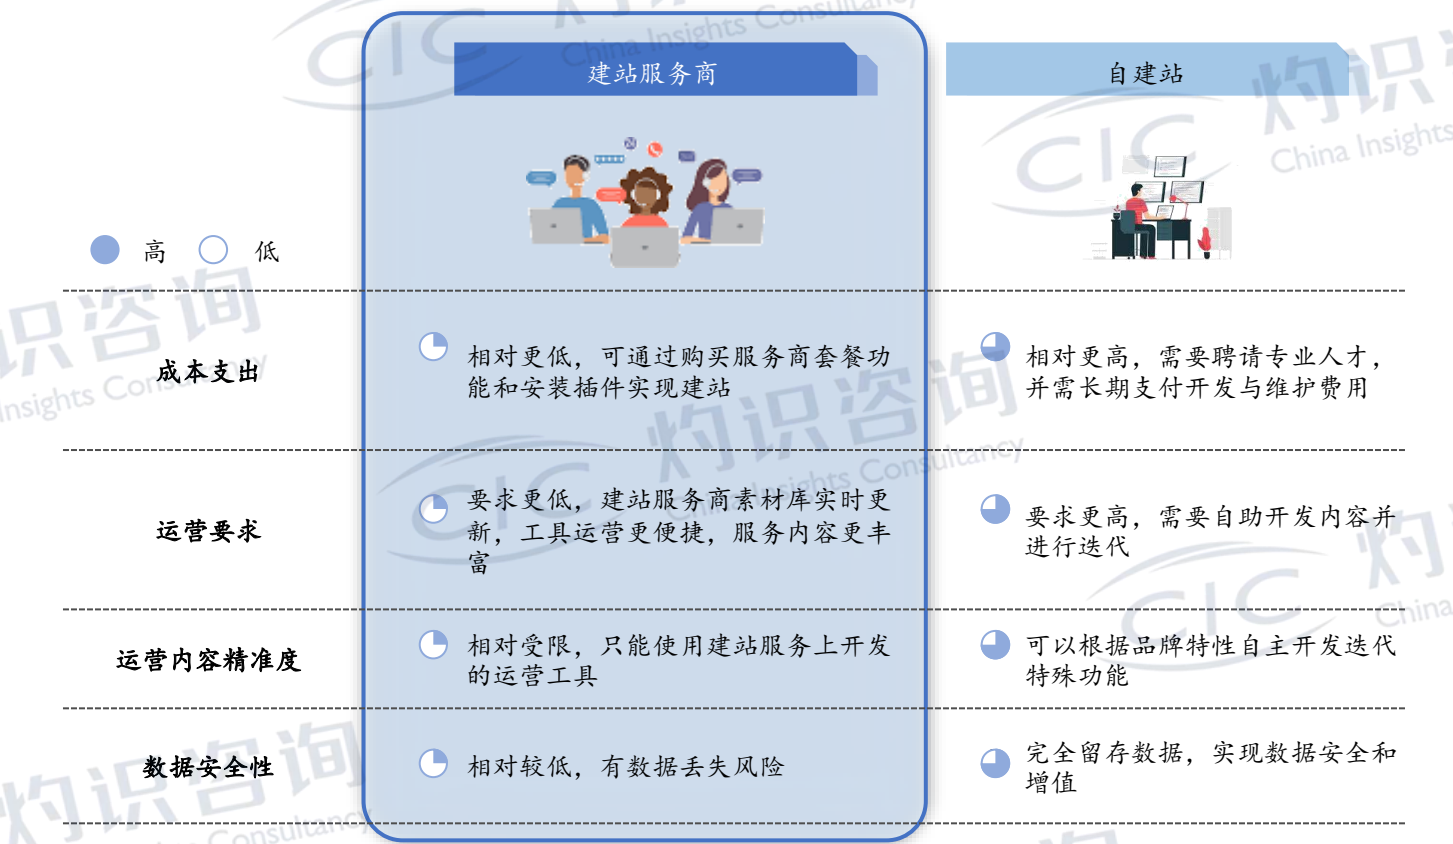 建站服务商
自建站
高
低
成本支出
相对更低，可通过购买服务商套餐功
能和安装插件实现建站
相对更高，需要聘请专业人才，
并需长期支付开发与维护费用
运营要求
要求更低，建站服务商素材库实时更
新，工具运营更便捷，服务内容更丰
富
要求更高，需要自助开发内容并
进行迭代
运营内容精准度
相对受限，只能使用建站服务上开发
的运营工具
可以根据品牌特性自主开发迭代
特殊功能
数据安全性
相对较低，有数据丢失风险
完全留存数据，实现数据安全和
增值
CIC 灼识咨询
China Insights Consultancy